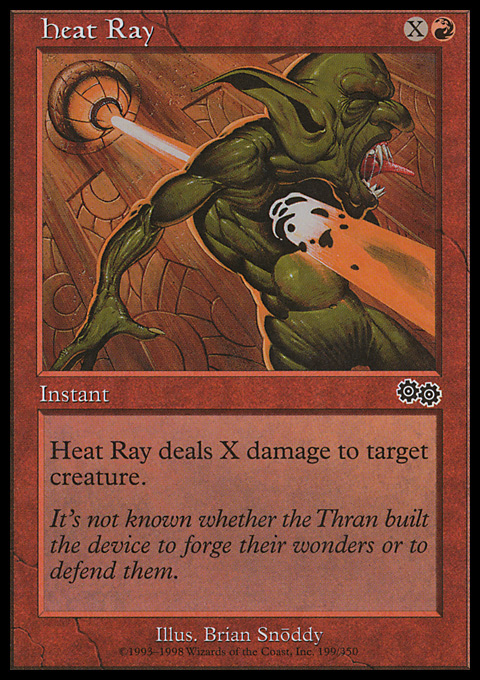 Heat Ray
X
Instant
Heat Ray deals X damage to target
creature.
It's not known whether the Thran built
the device to forge their wonders or to
defend them.
Illus. Brian Snōddy
©1993–1998 Wizards of the Coast, Inc. 199/350